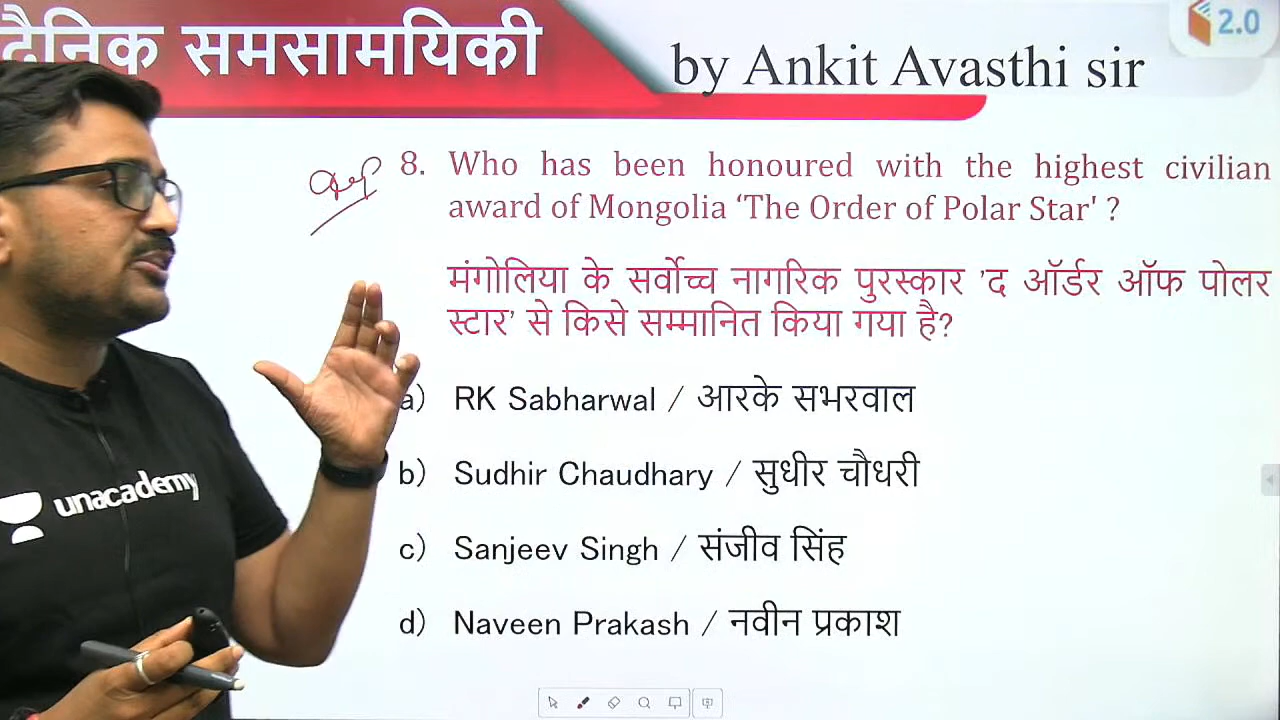 दैनिक समसामयिकी
by Ankit Avasthi sir
2.0
8. Who has been honoured with the highest civilian
award of Mongolia ‘The Order of Polar Star' ?
मंगोलिया के सर्वोच्च नागरिक पुरस्कार 'द ऑर्डर ऑफ पोलर
स्टार' से किसे सम्मानित किया गया है?
a) RK Sabharwal / आरके सभरवाल
b) Sudhir Chaudhary / सुधीर चौधरी
c) Sanjeev Singh / संजीव सिंह
d) Naveen Prakash / नवीन प्रकाश
unacademy